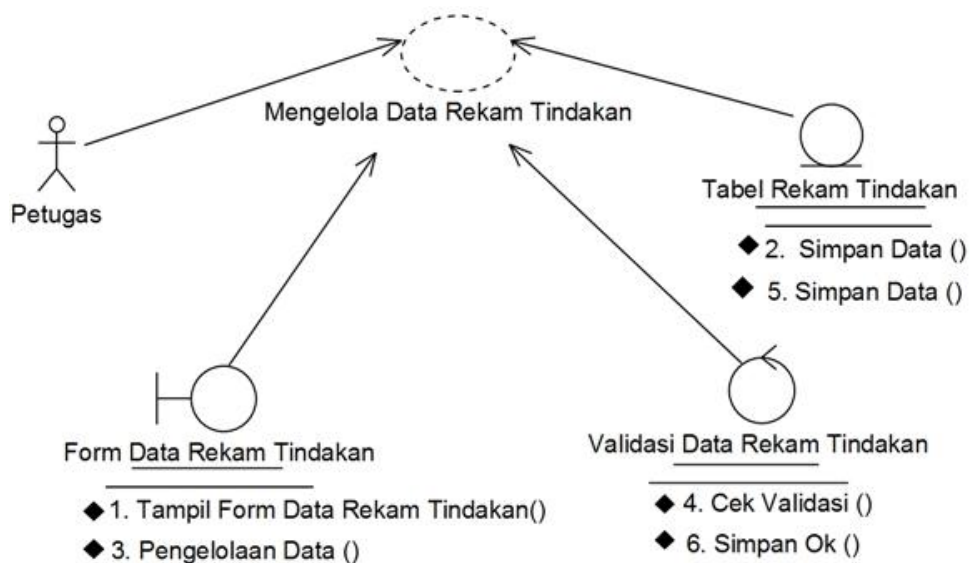 Mengelola Data Rekam Tindakan
Petugas
Tabel Rekam Tindakan
◆ 2. Simpan Data ()
◆ 5. Simpan Data ()
Form Data Rekam Tindakan
◆ 1. Tampil Form Data Rekam Tindakan()
◆ 3. Pengelolaan Data ()
Validasi Data Rekam Tindakan
◆ 4. Cek Validasi ()
◆ 6. Simpan Ok ()